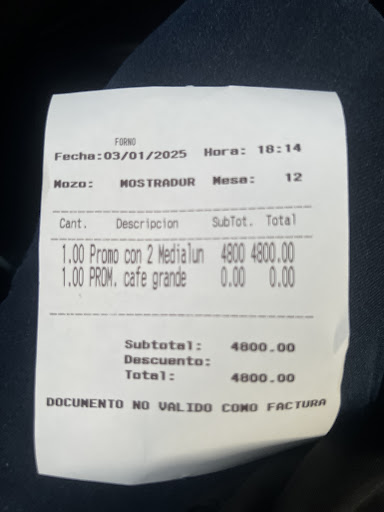 FORNO
Fecha:03/01/2025 Hora: 18:14
Mozo: MOSTRADOR Mesa: 12
Cant. Descripcion SubTot. Total
1.00 Promo con 2 Medialun 4800 4800.00
1.00 PROM. cafe grande 0.00 0.00
Subtotal: 4800.00
Descuento:
Total: 4800.00
DOCUMENTO NO VALIDO COMO FACTURA